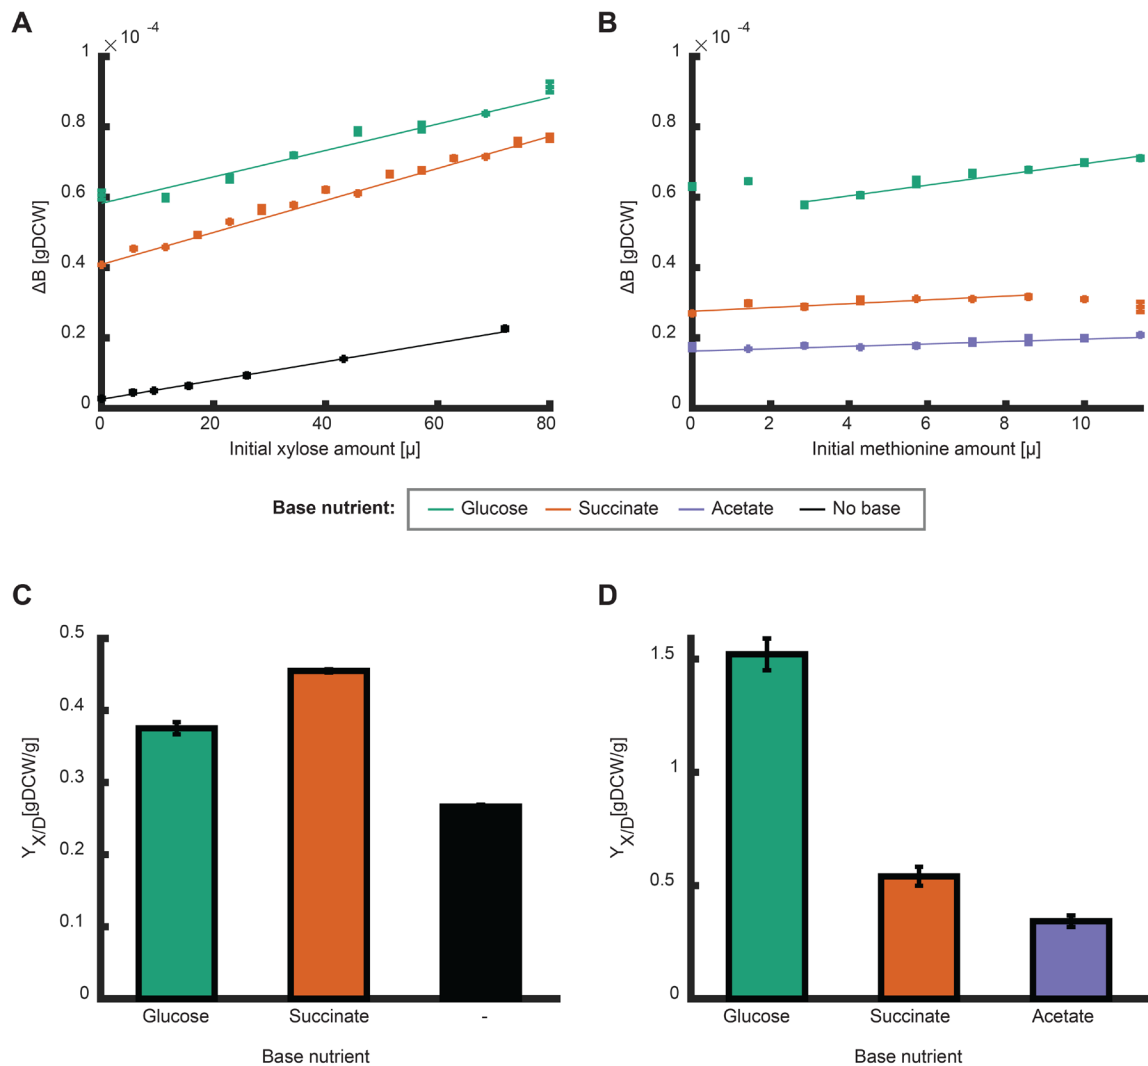 A
× 10 -4
1
0.8
0.6
0.4
0.2
0
ΔB [gDCW]
0 20 40 60 80
Initial xylose amount [µ]
B
× 10 -4
1
0.8
0.6
0.4
0.2
0
ΔB [gDCW]
0 2 4 6 8 10
Initial methionine amount [µ]
Base nutrient: Glucose Succinate Acetate No base
C
0.5
0.4
0.3
0.2
0.1
0
YX/D[gDCW/g]
Glucose Succinate -
Base nutrient
D
1.5
1
0.5
0
YX/D[gDCW/g]
Glucose Succinate Acetate
Base nutrient